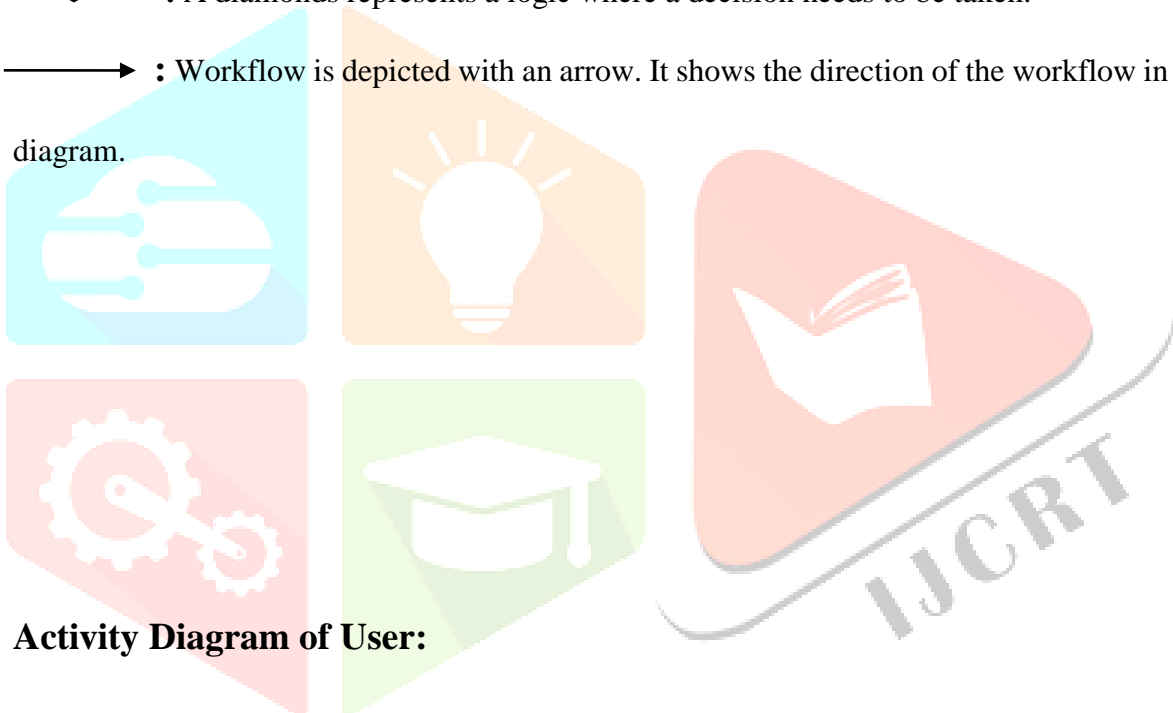 : A diamonds represents a logic where a decision needs to be taken.
: Workflow is depicted with an arrow. It shows the direction of the workflow in
diagram.
IJCRT
Activity Diagram of User: